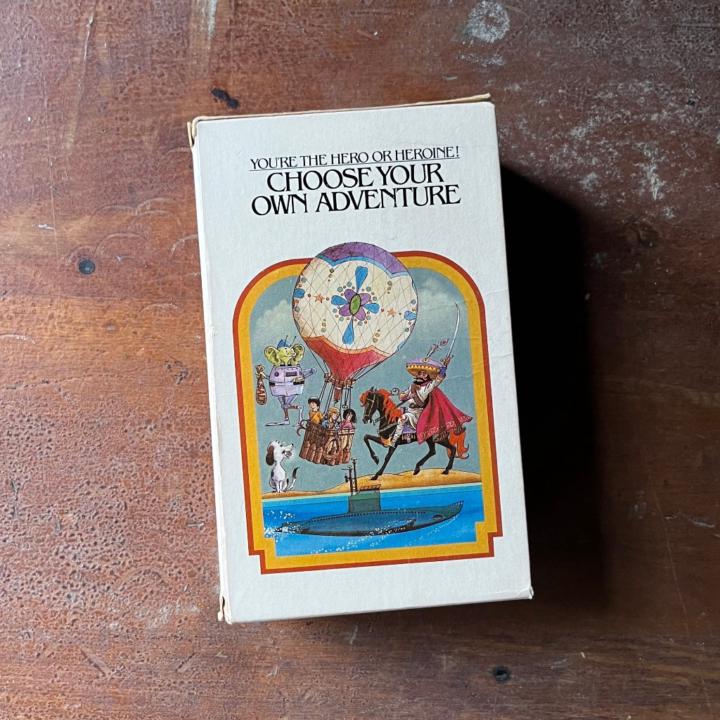 YOU'RE THE HERO OR HEROINE!
CHOOSE YOUR
OWN ADVENTURE